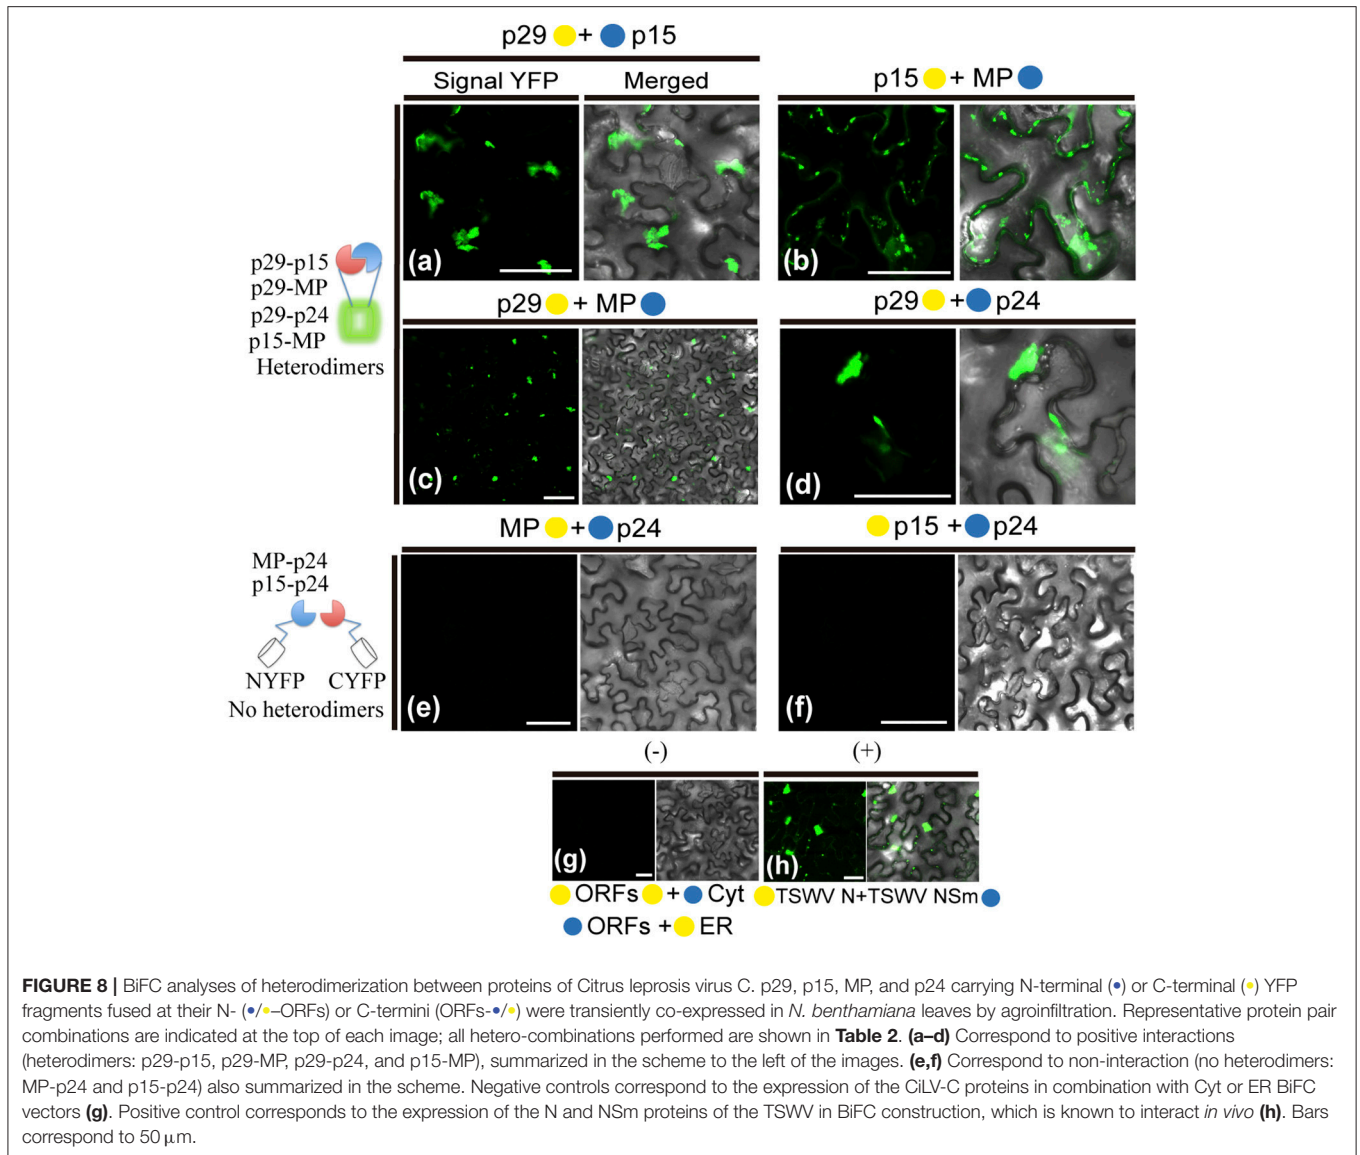 p29 + p15
Signal YFP Merged
p15 + MP
(a)
(b)
p29-p15
p29-MP
p29-p24
p15-MP
Heterodimers
p29 + MP
p29 + p24
(c)
(d)
MP + p24
p15 + p24
MP-p24
p15-p24
NYFP CYFP
No heterodimers
(e)
(f)
(-)
(+)
(g)
(h)
ORFs + Cyt
ORFs + ER
TSWV N+TSWV NSm
FIGURE 8 | BiFC analyses of heterodimerization between proteins of Citrus leprosis virus C. p29, p15, MP, and p24 carrying N-terminal (•) or C-terminal (•) YFP
fragments fused at their N- (•/•–ORFs) or C-termini (ORFs-•/•) were transiently co-expressed in N. benthamiana leaves by agroinfiltration. Representative protein pair
combinations are indicated at the top of each image; all hetero-combinations performed are shown in Table 2. (a–d) Correspond to positive interactions
(heterodimers: p29-p15, p29-MP, p29-p24, and p15-MP), summarized in the scheme to the left of the images. (e,f) Correspond to non-interaction (no heterodimers:
MP-p24 and p15-p24) also summarized in the scheme. Negative controls correspond to the expression of the CiLV-C proteins in combination with Cyt or ER BiFC
vectors (g). Positive control corresponds to the expression of the N and NSm proteins of the TSWV in BiFC construction, which is known to interact in vivo (h). Bars
correspond to 50 μm.